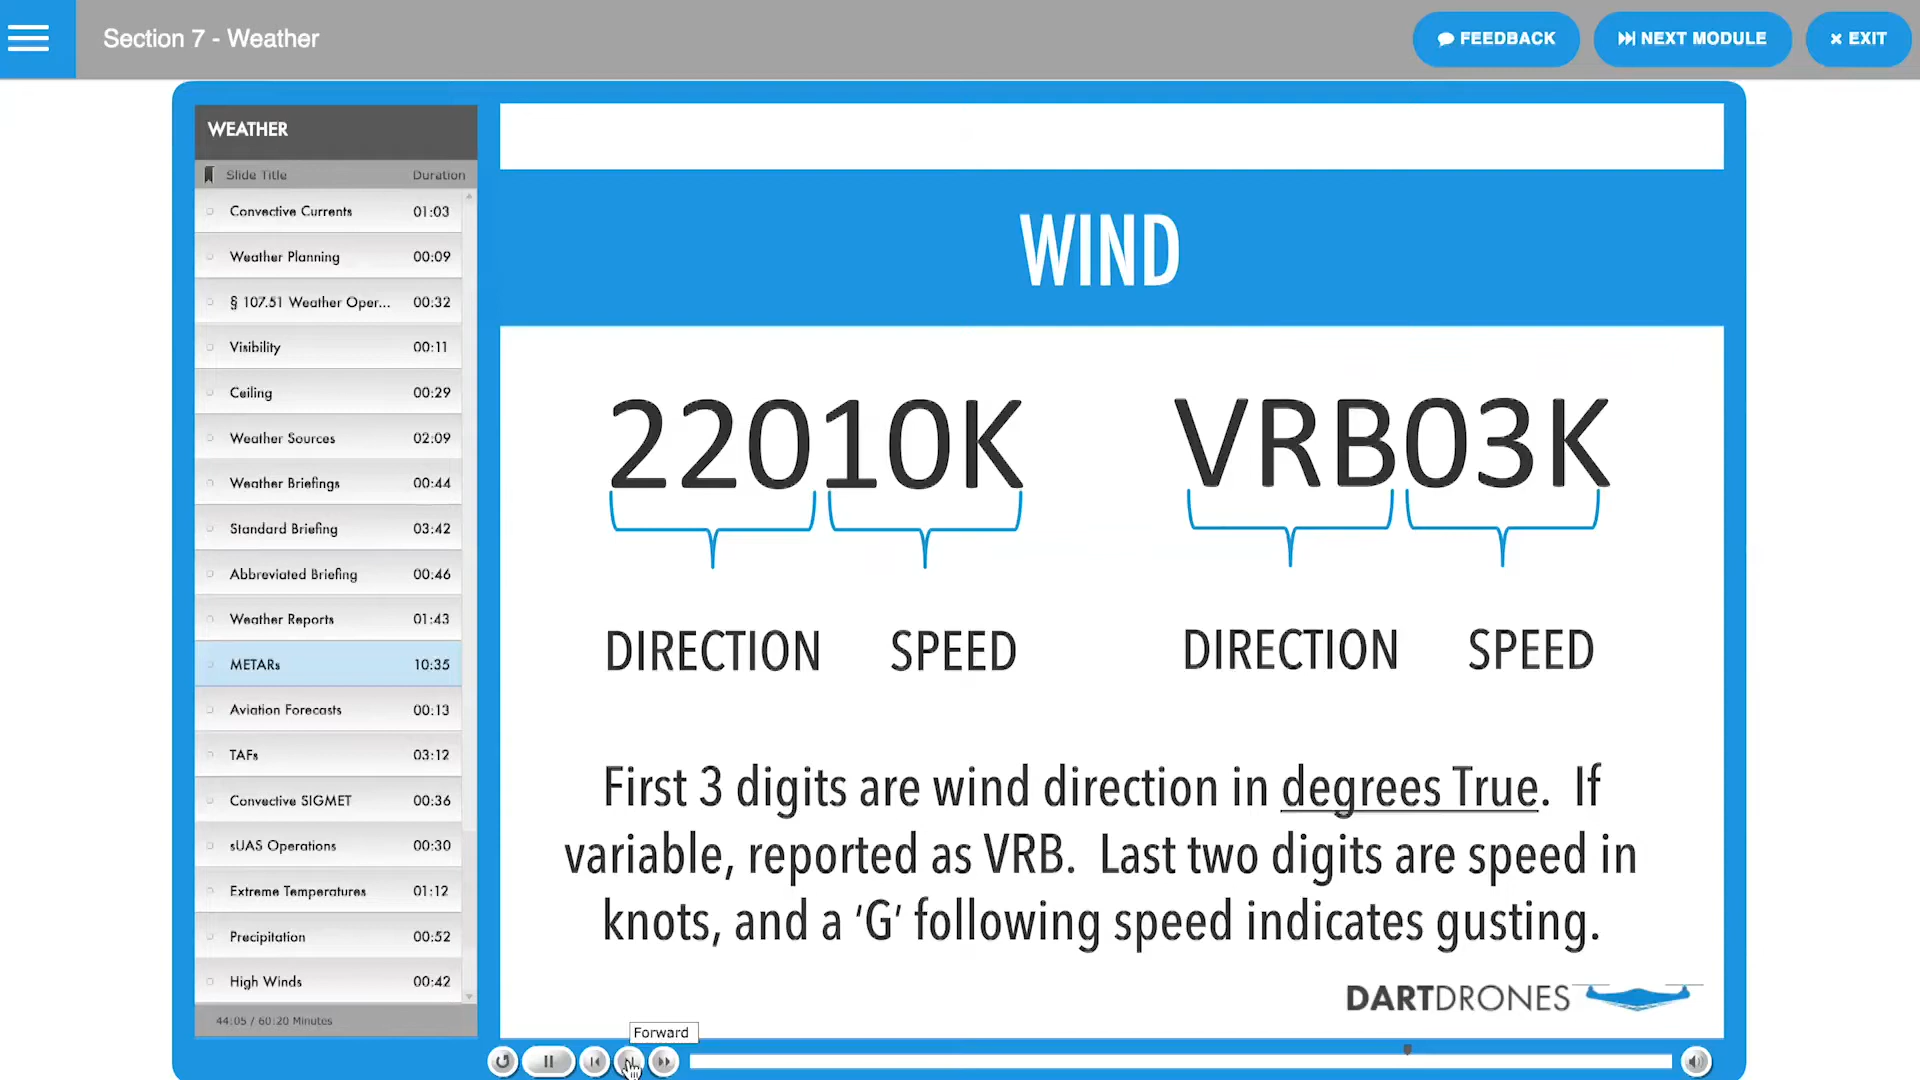 Section 7 - Weather
FEEDBACK
NEXT MODULE
× EXIT
WEATHER
Slide Title Duration
Convective Currents 01:03
Weather Planning 00:09
§ 107.51 Weather Oper... 00:32
Visibility 00:11
Ceiling 00:29
Weather Sources 02:09
Weather Briefings 00:44
Standard Briefing 03:42
Abbreviated Briefing 00:46
Weather Reports 01:43
METARs 10:35
Aviation Forecasts 00:13
TAFs 03:12
Convective SIGMET 00:36
sUAS Operations 00:30
Extreme Temperatures 01:12
Precipitation 00:52
High Winds 00:42
44:05 / 60:20 Minutes
WIND
22010K VRB03K
DIRECTION SPEED DIRECTION SPEED
First 3 digits are wind direction in degrees True. If
variable, reported as VRB. Last two digits are speed in
knots, and a ‘G’ following speed indicates gusting.
DARTDRONES
Forward